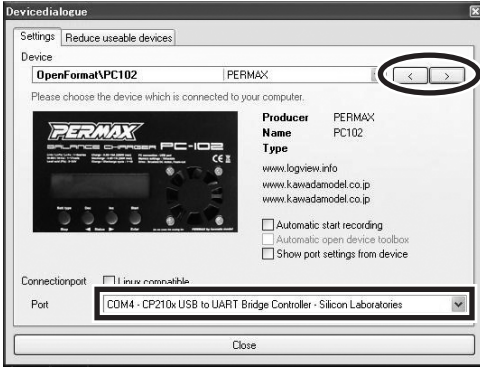 Devicedialogue
Settings
Reduce useable devices
Device
OpenFormat\PC102
PERMAX
< >
Please choose the device which is connected to your computer.
PERMAX
BALANCE CHARGER PC-102
Producer PERMAX
Name PC102
Type
www.logview.info
www.kawadamodel.co.jp
www.kawadamodel.co.jp
Automatic start recording
Automatic open device toolbox
Show port settings from device
Connectionport
Linux compatible
Port
COM4 - CP210x USB to UART Bridge Controller - Silicon Laboratories
Close